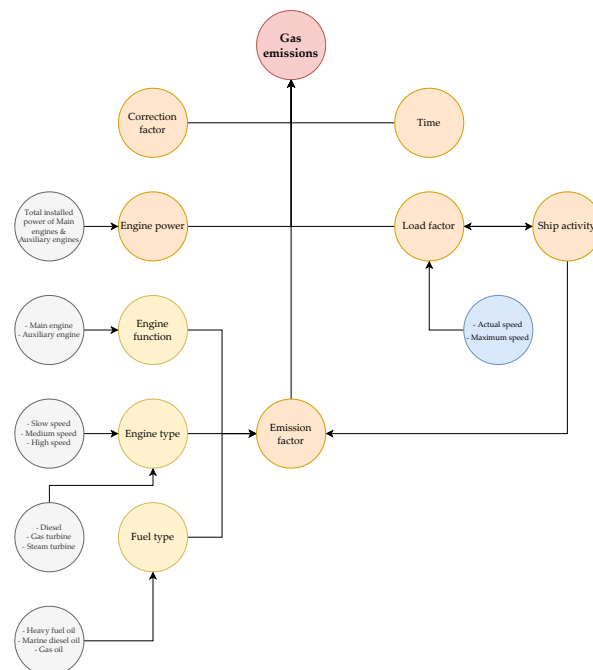 Gas
emissions
Correction
factor
Time
Total installed
power of Main
engines &
Auxiliary engines
Engine power
Load factor
Ship activity
- Main engine
- Auxiliary engine
Engine
function
- Actual speed
- Maximum speed
- Slow speed
- Medium speed
- High speed
Engine type
Emission
factor
- Diesel
- Gas turbine
- Steam turbine
Fuel type
- Heavy fuel oil
- Marine diesel oil
- Gas oil